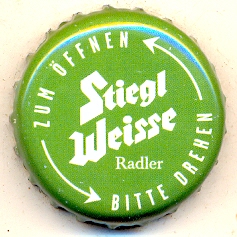 ZUM ÖFFNEN
Stiegl
Weisse
Radler
BITTE DREHEN